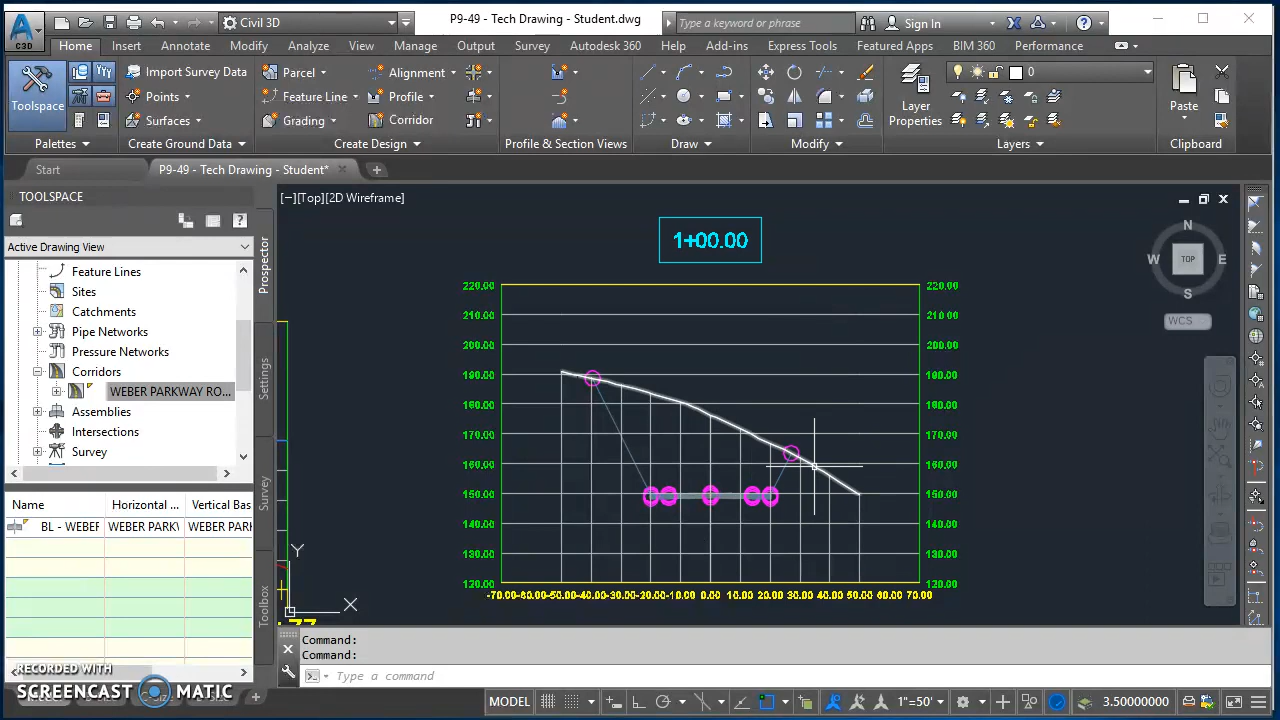 Civil 3D
P9-49 - Tech Drawing - Student.dwg
Type a keyword or phrase
Sign In
C3D
Home Insert Annotate Modify Analyze View Manage Output Survey Autodesk 360 Help Add-ins Express Tools Featured Apps BIM 360 Performance
Toolspace
Import Survey Data
Points
Surfaces
Parcel
Feature Line
Grading
Alignment
Profile
Corridor
Layer Properties
0
Paste
Palettes Create Ground Data Create Design Profile & Section Views Draw Modify Layers Clipboard
Start P9-49 - Tech Drawing - Student*
TOOLSPACE
Active Drawing View
Feature Lines
Sites
Catchments
Pipe Networks
Pressure Networks
Corridors
WEBER PARKWAY RO...
Assemblies
Intersections
Survey
Prospector
Settings
Survey
Toolbox
Name Horizontal ... Vertical Bas
BL - WEBER WEBER PARKW WEBER PAR
[−][Top][2D Wireframe]
1+00.00
N
W TOP E
S
WCS
220.00 220.00
210.00 210.00
200.00 200.00
190.00 190.00
180.00 180.00
170.00 170.00
160.00 160.00
150.00 150.00
140.00 140.00
130.00 130.00
120.00 120.00
-70.00 -60.00 -50.00 -40.00 -30.00 -20.00 -10.00 0.00 10.00 20.00 30.00 40.00 50.00 60.00 70.00
Y
X
Command:
Command:
Type a command
RECORDED WITH
SCREENCAST MATIC
MODEL 1"=50' 3.50000000